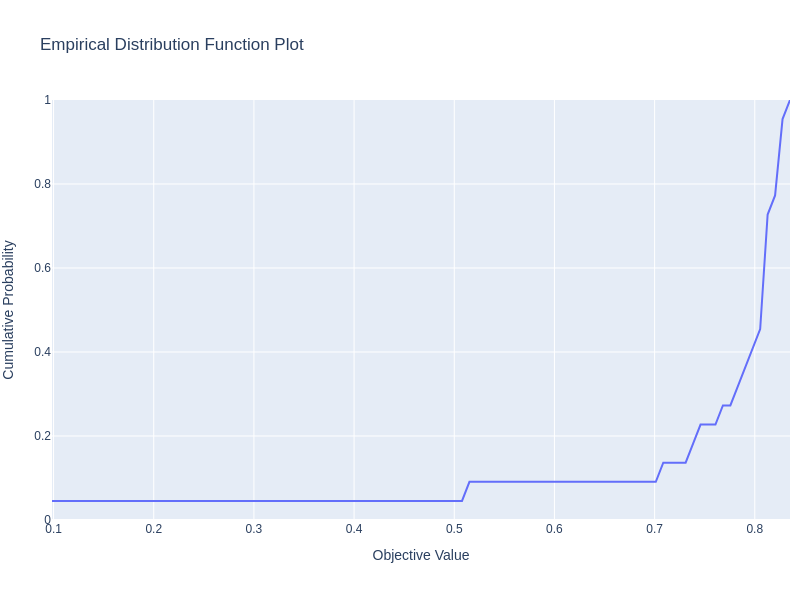 Empirical Distribution Function Plot
1
0.8
0.6
0.4
0.2
0
Cumulative Probability
0.1 0.2 0.3 0.4 0.5 0.6 0.7 0.8
Objective Value